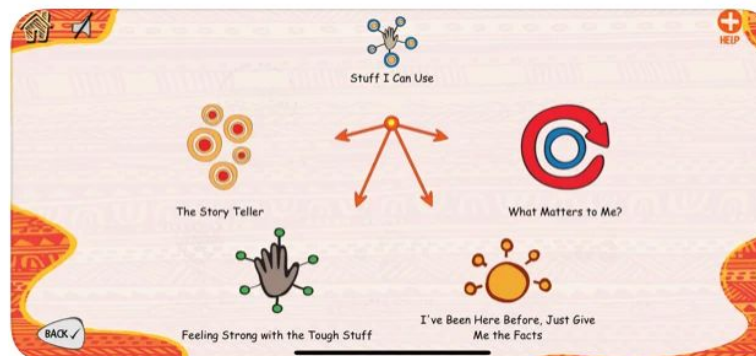 HELP
Stuff I Can Use
The Story Teller
What Matters to Me?
Feeling Strong with the Tough Stuff
I've Been Here Before, Just Give
Me the Facts
BACK